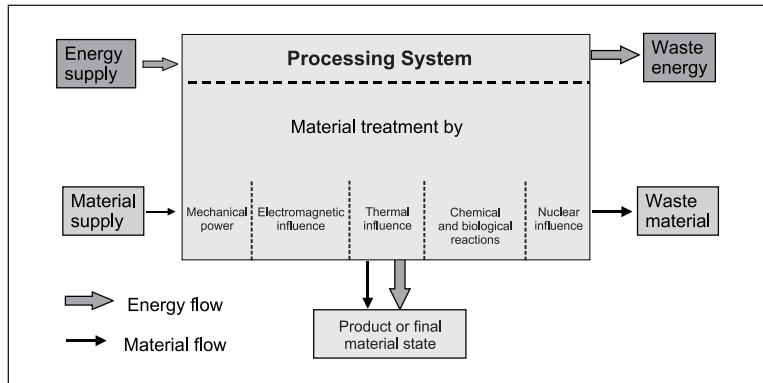 Energy
supply
Processing System
Waste
energy
Material treatment by
Material
supply
Mechanical
power
Electromagnetic
influence
Thermal
influence
Chemical
and biological
reactions
Nuclear
influence
Waste
material
Energy flow
Material flow
Product or final
material state